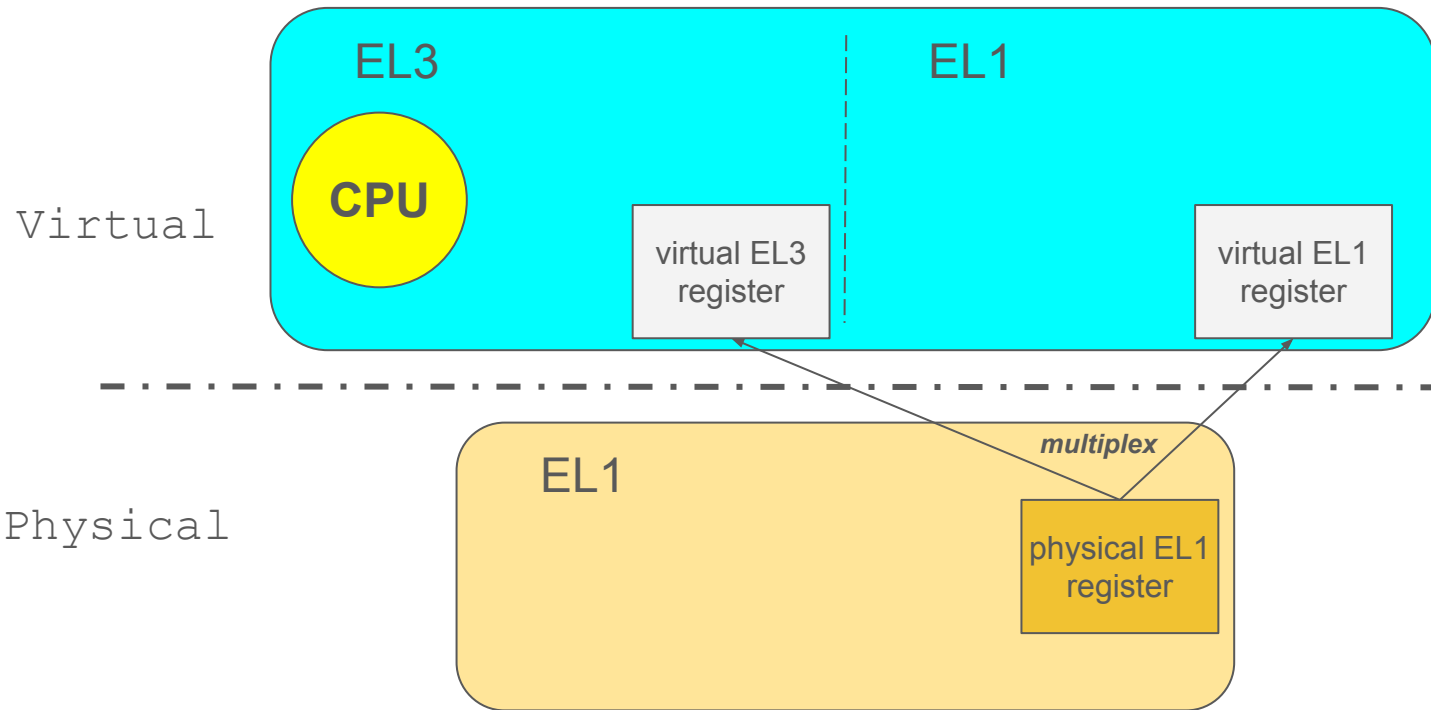 EL3
EL1
CPU
Virtual
virtual EL3
register
virtual EL1
register
multiplex
EL1
Physical
physical EL1
register